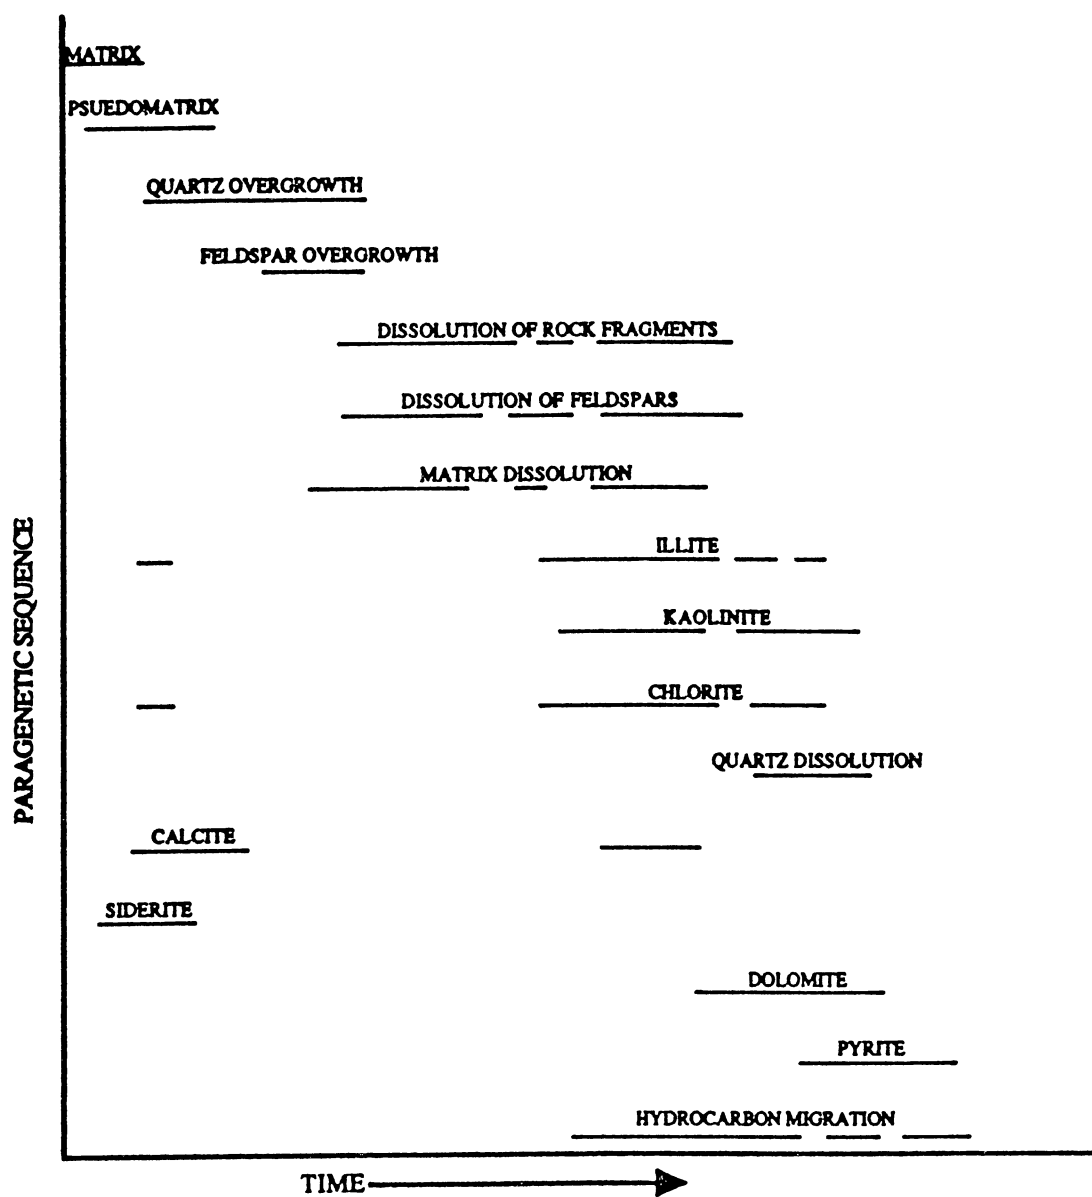 MATRIX
PSUEDOMATRIX
QUARTZ OVERGROWTH
FELDSPAR OVERGROWTH
DISSOLUTION OF ROCK FRAGMENTS
DISSOLUTION OF FELDSPARS
MATRIX DISSOLUTION
ILLITE
KAOLINITE
CHLORITE
QUARTZ DISSOLUTION
CALCITE
SIDERITE
DOLOMITE
PYRITE
HYDROCARBON MIGRATION
PARAGENETIC SEQUENCE
TIME